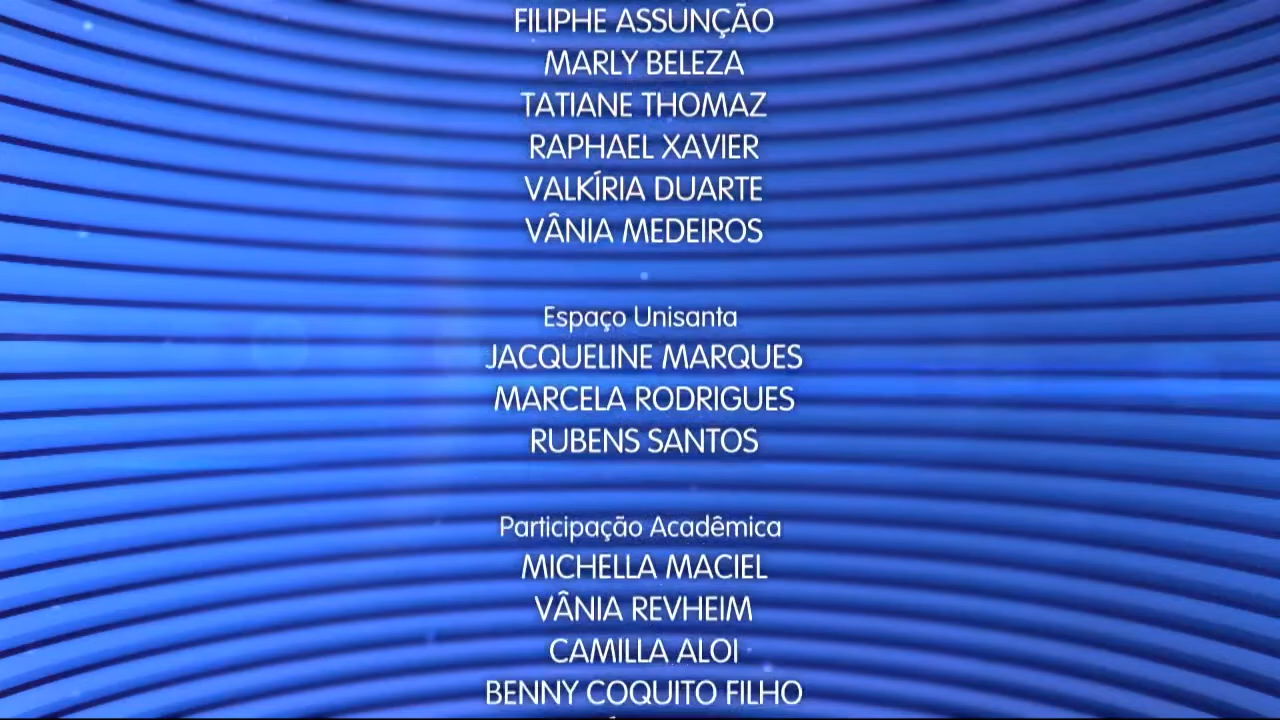 FILIPHE ASSUNÇÃO
MARLY BELEZA
TATIANE THOMAZ
RAPHAEL XAVIER
VALKÍRIA DUARTE
VÂNIA MEDEIROS
Espaço Unisanta
JACQUELINE MARQUES
MARCELA RODRIGUES
RUBENS SANTOS
Participação Acadêmica
MICHELLA MACIEL
VÂNIA REVHEIM
CAMILLA ALOI
BENNY COQUITO FILHO